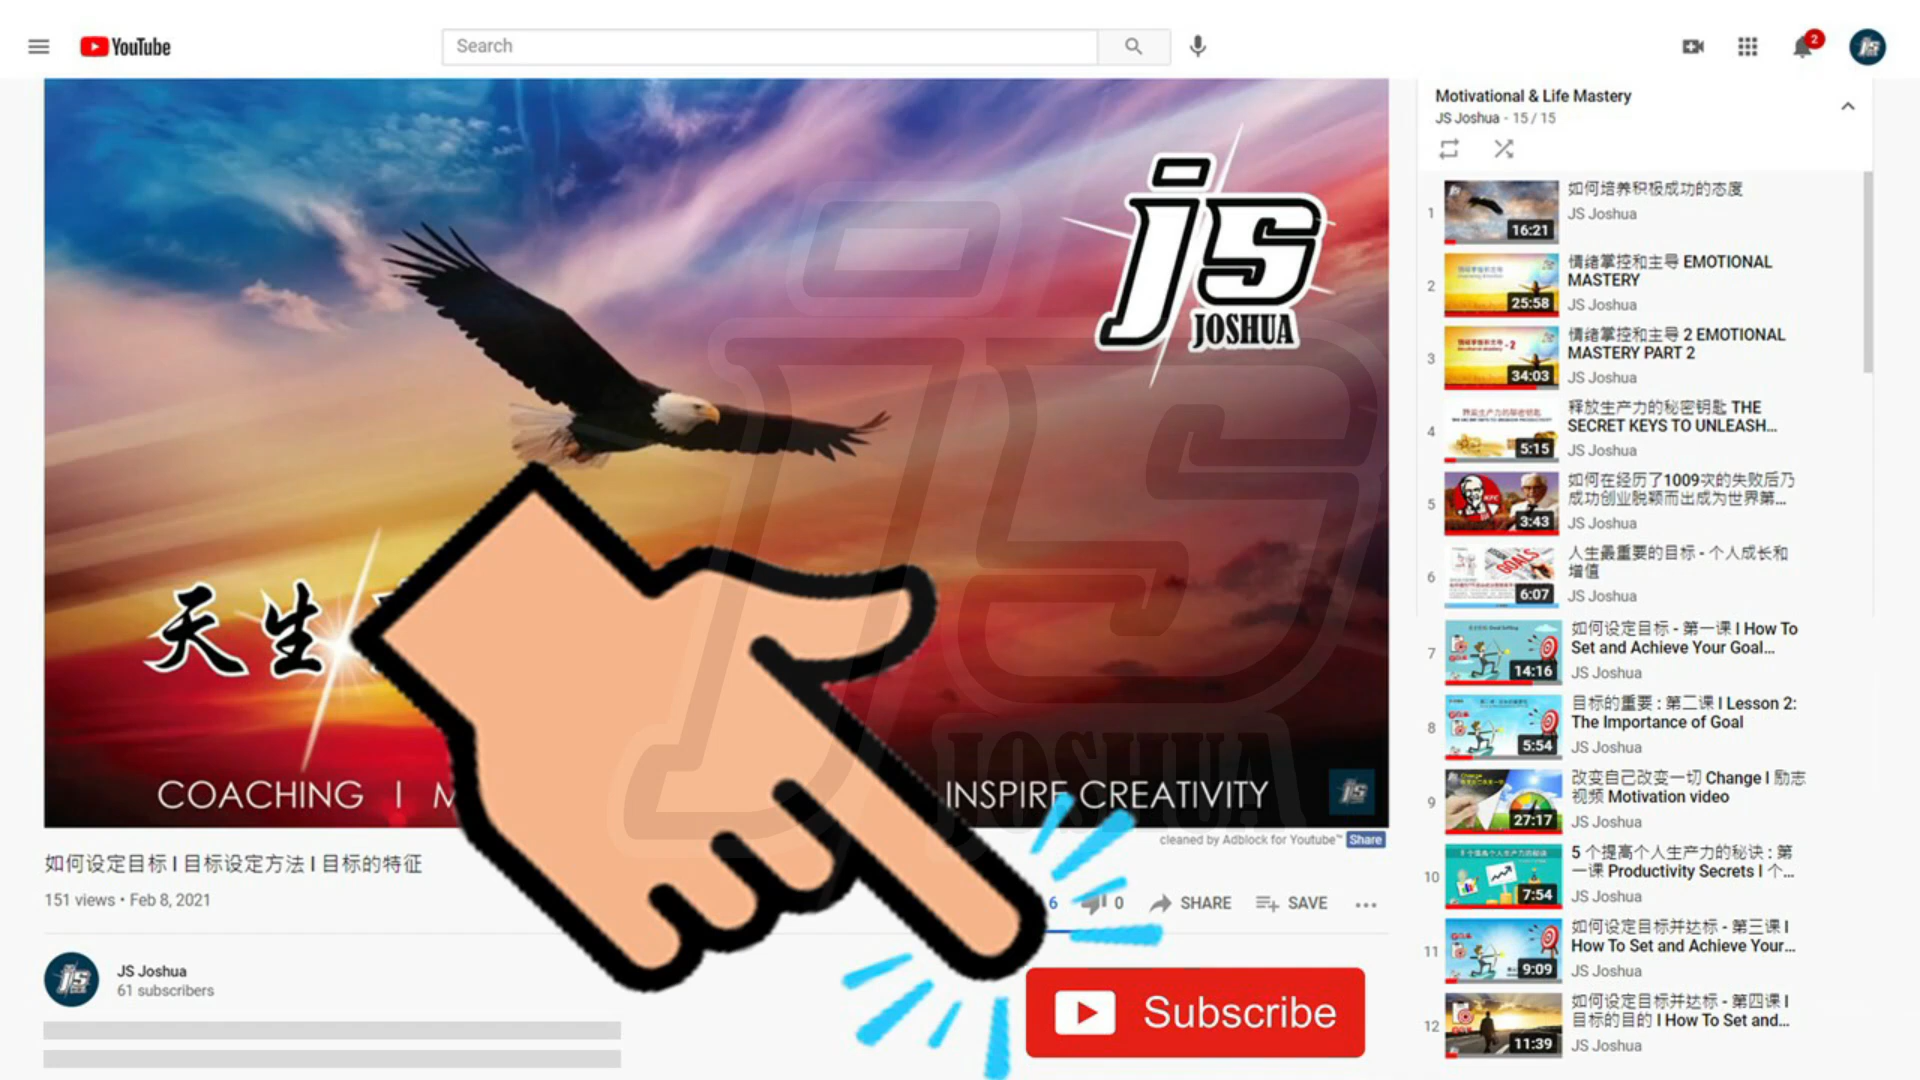 YouTube
Search
2
js
JOSHUA
天生
COACHING I M
INSPIRE CREATIVITY
JOSHUA
cleaned by Adblock for Youtube™ Share
如何设定目标 I 目标设定方法 I 目标的特征
151 views • Feb 8, 2021
6
0
SHARE
SAVE
JS Joshua
61 subscribers
Subscribe
Motivational & Life Mastery
JS Joshua - 15 / 15
1
16:21
如何培养积极成功的态度
JS Joshua
2
25:58
情绪掌控和主导 EMOTIONAL
MASTERY
JS Joshua
3
34:03
情绪掌控和主导 2 EMOTIONAL
MASTERY PART 2
JS Joshua
4
5:15
释放生产力的秘密钥匙 THE
SECRET KEYS TO UNLEASH...
JS Joshua
5
KFC
3:43
如何在经历了1009次的失败后乃
成功创业脱颖而出成为世界第...
JS Joshua
6
GOALS
6:07
人生最重要的目标 - 个人成长和
增值
JS Joshua
7
14:16
如何设定目标 - 第一课 I How To
Set and Achieve Your Goal...
JS Joshua
8
5:54
目标的重要 : 第二课 I Lesson 2:
The Importance of Goal
JS Joshua
9
Change
27:17
改变自己改变一切 Change I 励志
视频 Motivation video
JS Joshua
10
7:54
5 个提高个人生产力的秘诀 : 第
一课 Productivity Secrets I 个...
JS Joshua
11
9:09
如何设定目标并达标 - 第三课 I
How To Set and Achieve Your...
JS Joshua
12
11:39
如何设定目标并达标 - 第四课 I
目标的目的 I How To Set and...
JS Joshua